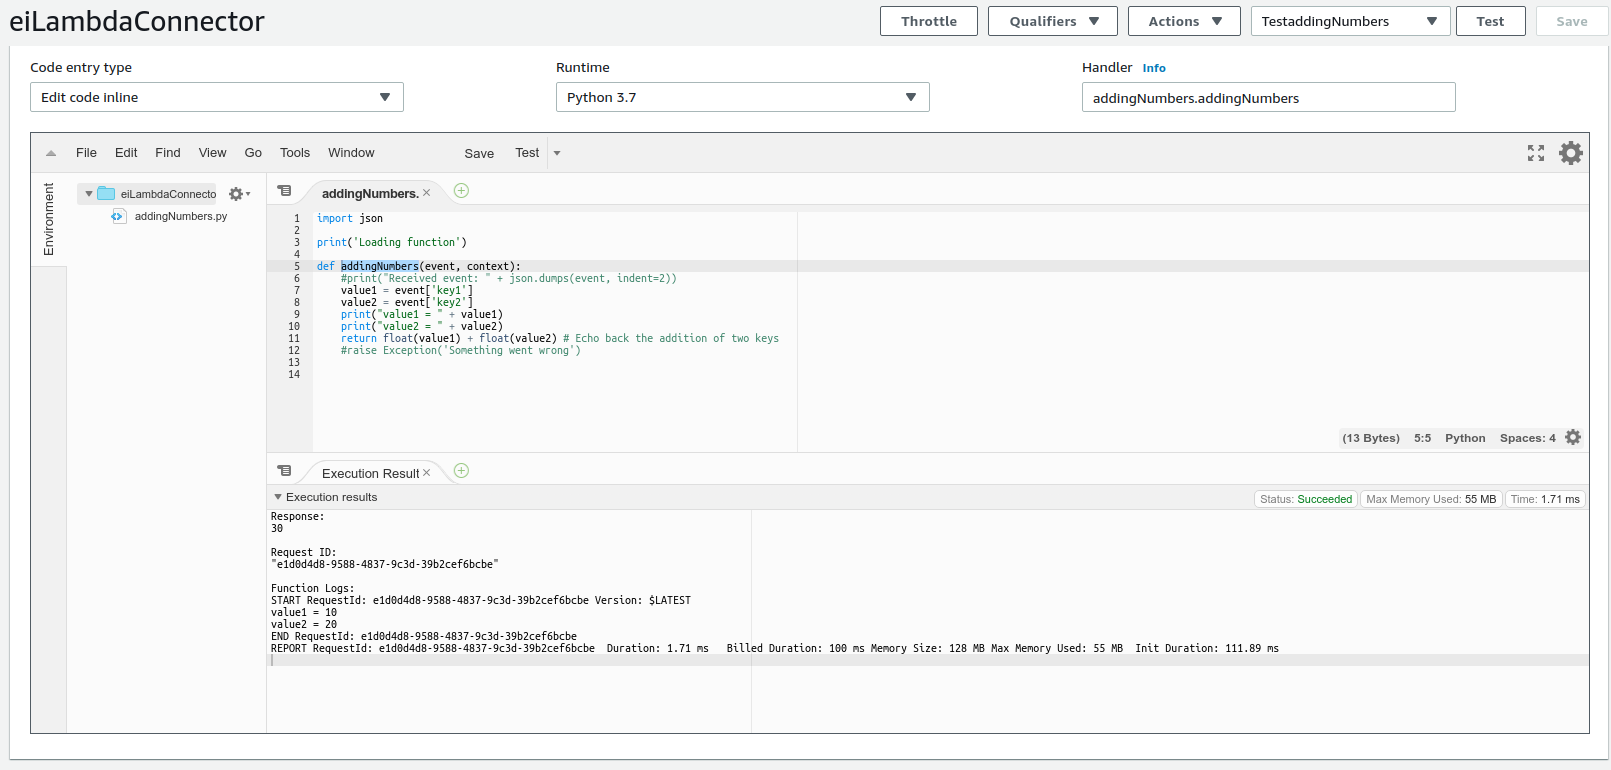 eiLambdaConnector
Throttle Qualifiers Actions TestaddingNumbers Test Save
Code entry type Runtime Handler Info
Edit code inline Python 3.7 addingNumbers.addingNumbers
File Edit Find View Go Tools Window Save Test
Environment
eiLambdaConnecto
addingNumbers.py
addingNumbers.
1 import json
2
3 print('Loading function')
4
5 def addingNumbers(event, context):
6 #print("Received event: " + json.dumps(event, indent=2))
7 value1 = event['key1']
8 value2 = event['key2']
9 print("value1 = " + value1)
10 print("value2 = " + value2)
11 return float(value1) + float(value2) # Echo back the addition of two keys
12 #raise Exception('Something went wrong')
13
14
(13 Bytes) 5:5 Python Spaces: 4
Execution Result
Execution results Status: Succeeded Max Memory Used: 55 MB Time: 1.71 ms
Response:
30
Request ID:
"e1d0d4d8-9588-4837-9c3d-39b2cef6bcbe"
Function Logs:
START RequestId: e1d0d4d8-9588-4837-9c3d-39b2cef6bcbe Version: $LATEST
value1 = 10
value2 = 20
END RequestId: e1d0d4d8-9588-4837-9c3d-39b2cef6bcbe
REPORT RequestId: e1d0d4d8-9588-4837-9c3d-39b2cef6bcbe Duration: 1.71 ms Billed Duration: 100 ms Memory Size: 128 MB Max Memory Used: 55 MB Init Duration: 111.89 ms